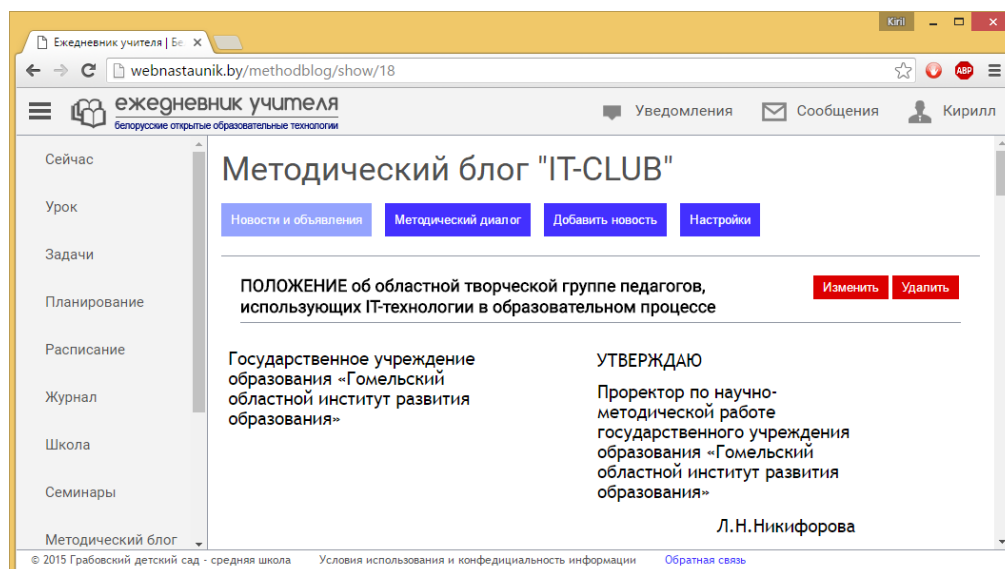 Kiril
Ежедневник учителя | Бе
webnastaunik.by/methodblog/show/18
ABP
ежедневник учителя
белорусские открытые образовательные технологии
Уведомления
Сообщения
Кирилл
Сейчас
Урок
Задачи
Планирование
Расписание
Журнал
Школа
Семинары
Методический блог
Методический блог "IT-CLUB"
Новости и объявления
Методический диалог
Добавить новость
Настройки
ПОЛОЖЕНИЕ об областной творческой группе педагогов,
использующих IT-технологии в образовательном процессе
Изменить
Удалить
Государственное учреждение
образования «Гомельский
областной институт развития
образования»
УТВЕРЖДАЮ
Проректор по научно-
методической работе
государственного учреждения
образования «Гомельский
областной институт развития
образования»
Л.Н.Никифорова
© 2015 Грабовский детский сад - средняя школа
Условия использования и конфедициальность информации
Обратная связь